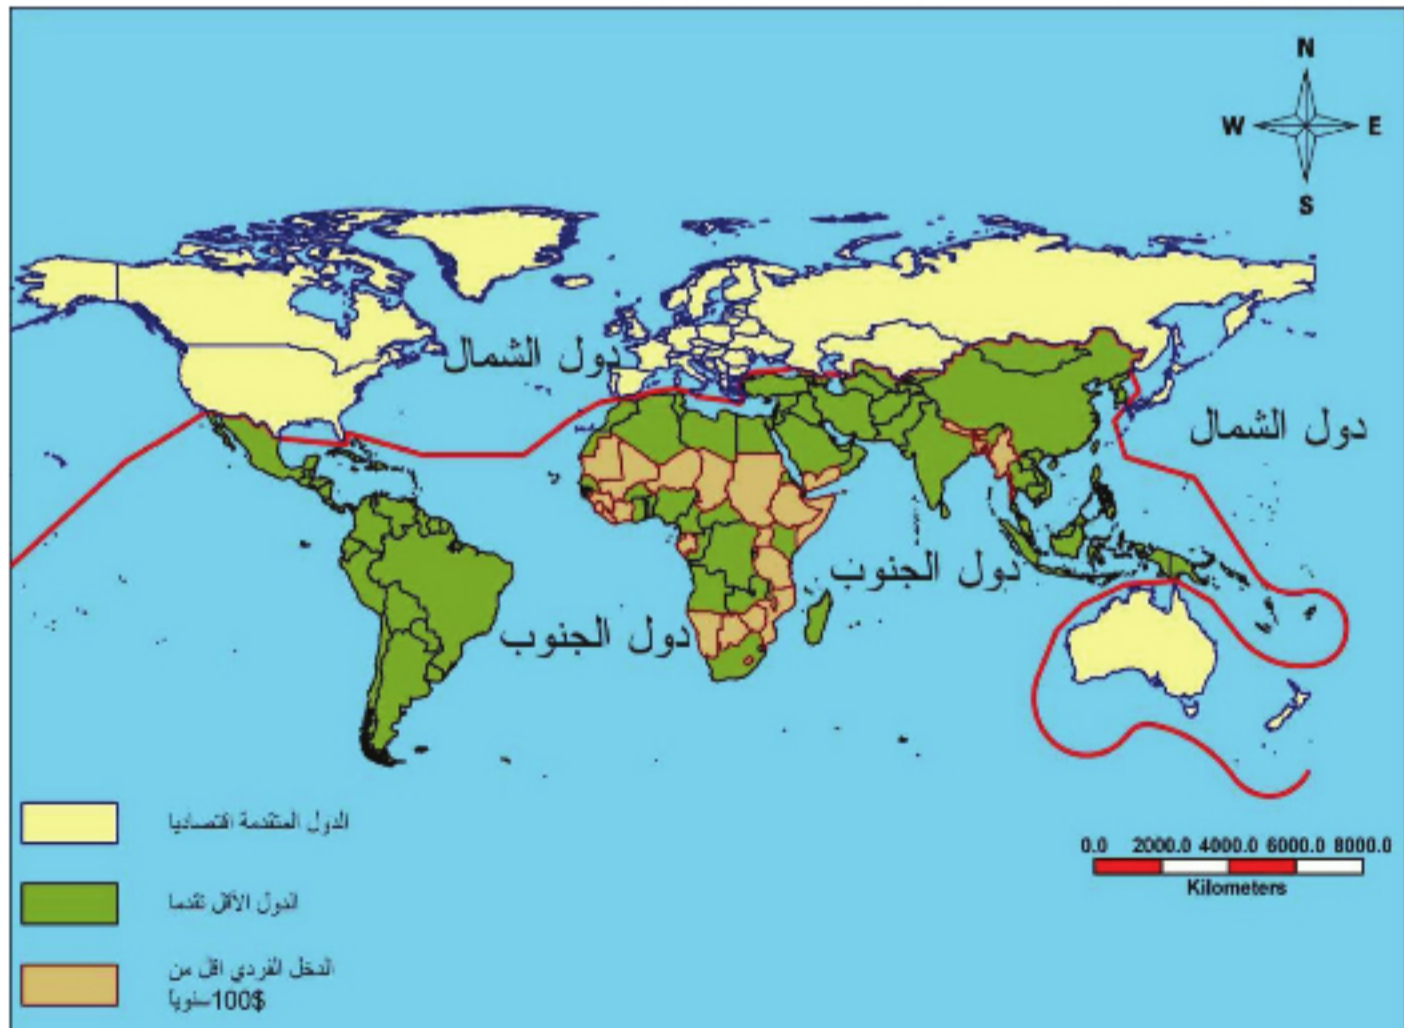 N
W E
S
دول الشمال
دول الشمال
دول الجنوب
دول الجنوب
الدول المتقدمة اقتصاديا
الدول الأقل تقدما
الدخل الفردي اقل من
100$سنوياً
0.0 2000.0 4000.0 6000.0 8000.0
Kilometers